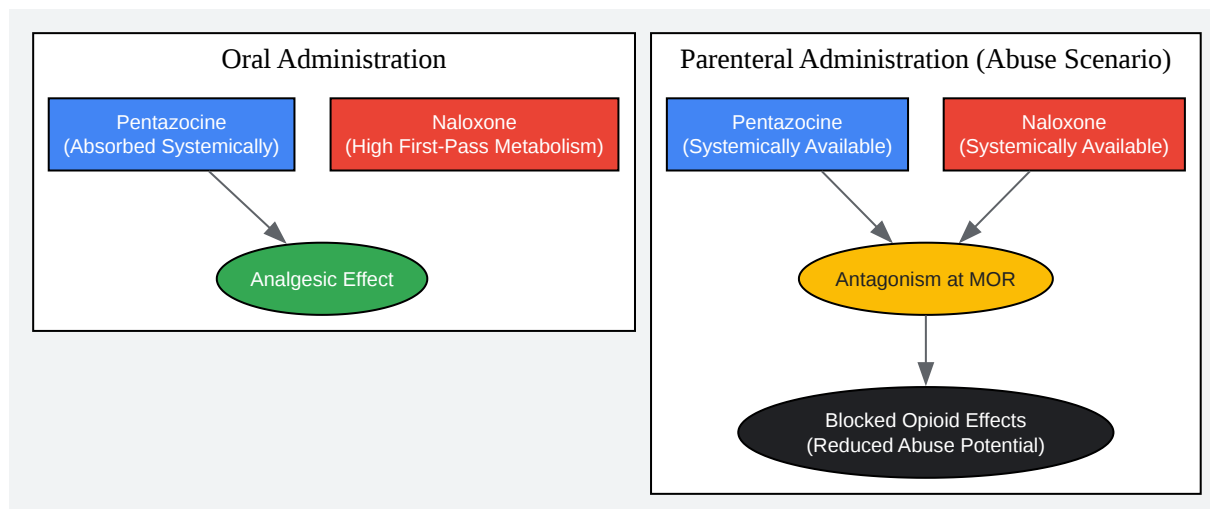 Oral Administration
Pentazocine
(Absorbed Systemically)
Naloxone
(High First-Pass Metabolism)
Analgesic Effect
Parenteral Administration (Abuse Scenario)
Pentazocine
(Systemically Available)
Naloxone
(Systemically Available)
Antagonism at MOR
Blocked Opioid Effects
(Reduced Abuse Potential)